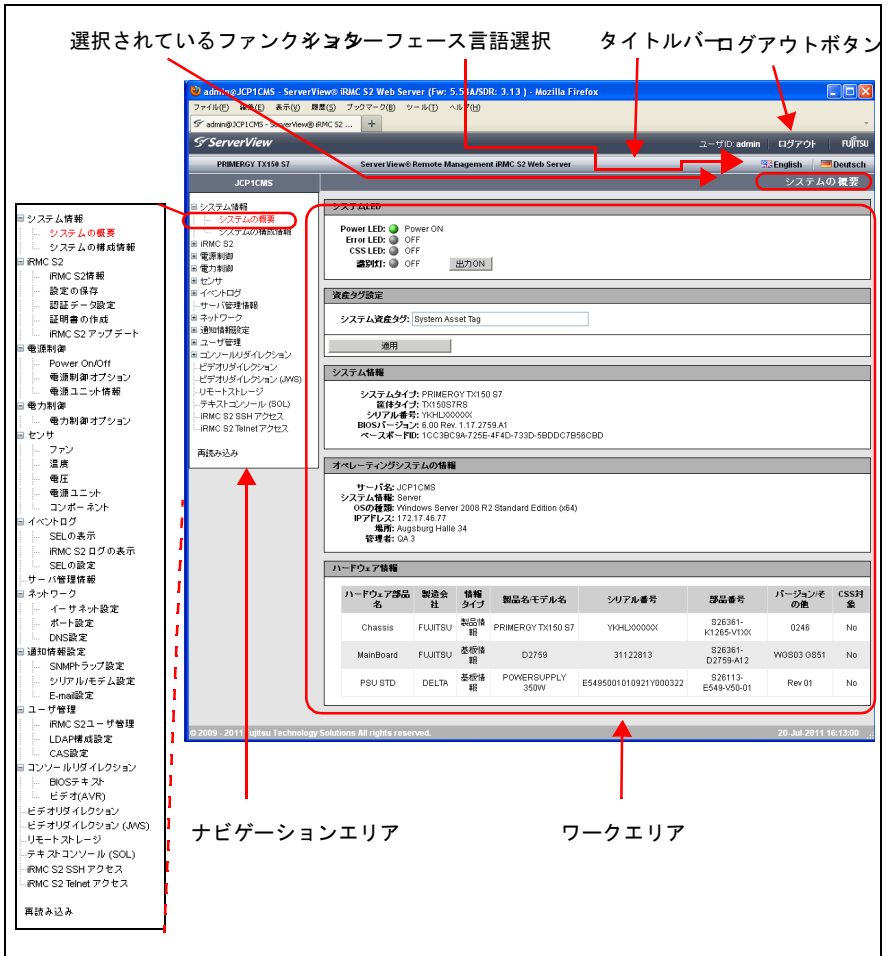 選択されているファンクション
インターフェース言語選択
タイトルバー
ログアウトボタン
admin@JCP1CMS - ServerView® iRMC S2 Web Server (Fw: 5.58A/SDR: 3.13 ) - Mozilla Firefox
ファイル(F) 編集(E) 表示(V) 履歴(S) ブックマーク(B) ツール(T) ヘルプ(H)
admin@JCP1CMS - ServerView® iRMC S2 ...
ServerView
ユーザID: admin ログアウト FUJITSU
PRIMERGY TX150 S7 ServerView® Remote Management iRMC S2 Web Server English Deutsch
JCP1CMS システムの概要
システム情報
システムの概要
システムの構成情報
iRMC S2
電源制御
電力制御
センサ
イベントログ
サーバ管理情報
ネットワーク
通知情報設定
ユーザ管理
コンソールリダイレクション
ビデオリダイレクション
ビデオリダイレクション (JWS)
リモートストレージ
テキストコンソール (SOL)
iRMC S2 SSH アクセス
iRMC S2 Telnet アクセス
再読み込み
システムLED
Power LED: Power ON
Error LED: OFF
CSS LED: OFF
識別灯: OFF 出力ON
資産タグ設定
システム資産タグ: System Asset Tag
適用
システム情報
システムタイプ: PRIMERGY TX150 S7
筐体タイプ: TX150S7RS
シリアル番号: YKHLXXXXXX
BIOSバージョン: 6.00 Rev. 1.17.2759.A1
ベースボードID: 1CC3BC9A-725E-4F4D-733D-5BDDC7B56CBD
オペレーティングシステムの情報
サーバ名: JCP1CMS
システム情報: Server
OSの種類: Windows Server 2008 R2 Standard Edition (x64)
IPアドレス: 172.17.46.77
場所: Augsburg Halle 34
管理者: QA 3
ハードウェア情報
ハードウェア部品名 製造会社 情報タイプ 製品名/モデル名 シリアル番号 部品番号 バージョン/その他 CSS対象
Chassis FUJITSU 製品情報 PRIMERGY TX150 S7 YKHLXXXXXX S26361-K1265-V1XX 0246 No
MainBoard FUJITSU 基板情報 D2759 31122813 S26361-D2759-A12 WGS03 GS51 No
PSU STD DELTA 基板情報 POWERSUPPLY 350W E5495001010921Y000322 S26113-E549-V50-01 Rev 01 No
© 2009 - 2011 Fujitsu Technology Solutions All rights reserved. 20-Jul-2011 16:13:00
システム情報
システムの概要
システムの構成情報
iRMC S2
iRMC S2情報
設定の保存
認証データ設定
証明書の作成
iRMC S2 アップデート
電源制御
Power On/Off
電源制御オプション
電源ユニット情報
電力制御
電力制御オプション
センサ
ファン
温度
電圧
電源ユニット
コンポーネント
イベントログ
SELの表示
iRMC S2 ログの表示
SELの設定
サーバ管理情報
ネットワーク
イーサネット設定
ポート設定
DNS設定
通知情報設定
SNMPトラップ設定
シリアル/モデム設定
E-mail設定
ユーザ管理
iRMC S2ユーザ管理
LDAP構成設定
CAS設定
コンソールリダイレクション
BIOSテキスト
ビデオ(AVR)
ビデオリダイレクション
ビデオリダイレクション (JWS)
リモートストレージ
テキストコンソール (SOL)
iRMC S2 SSH アクセス
iRMC S2 Telnet アクセス
再読み込み
ナビゲーションエリア
ワークエリア